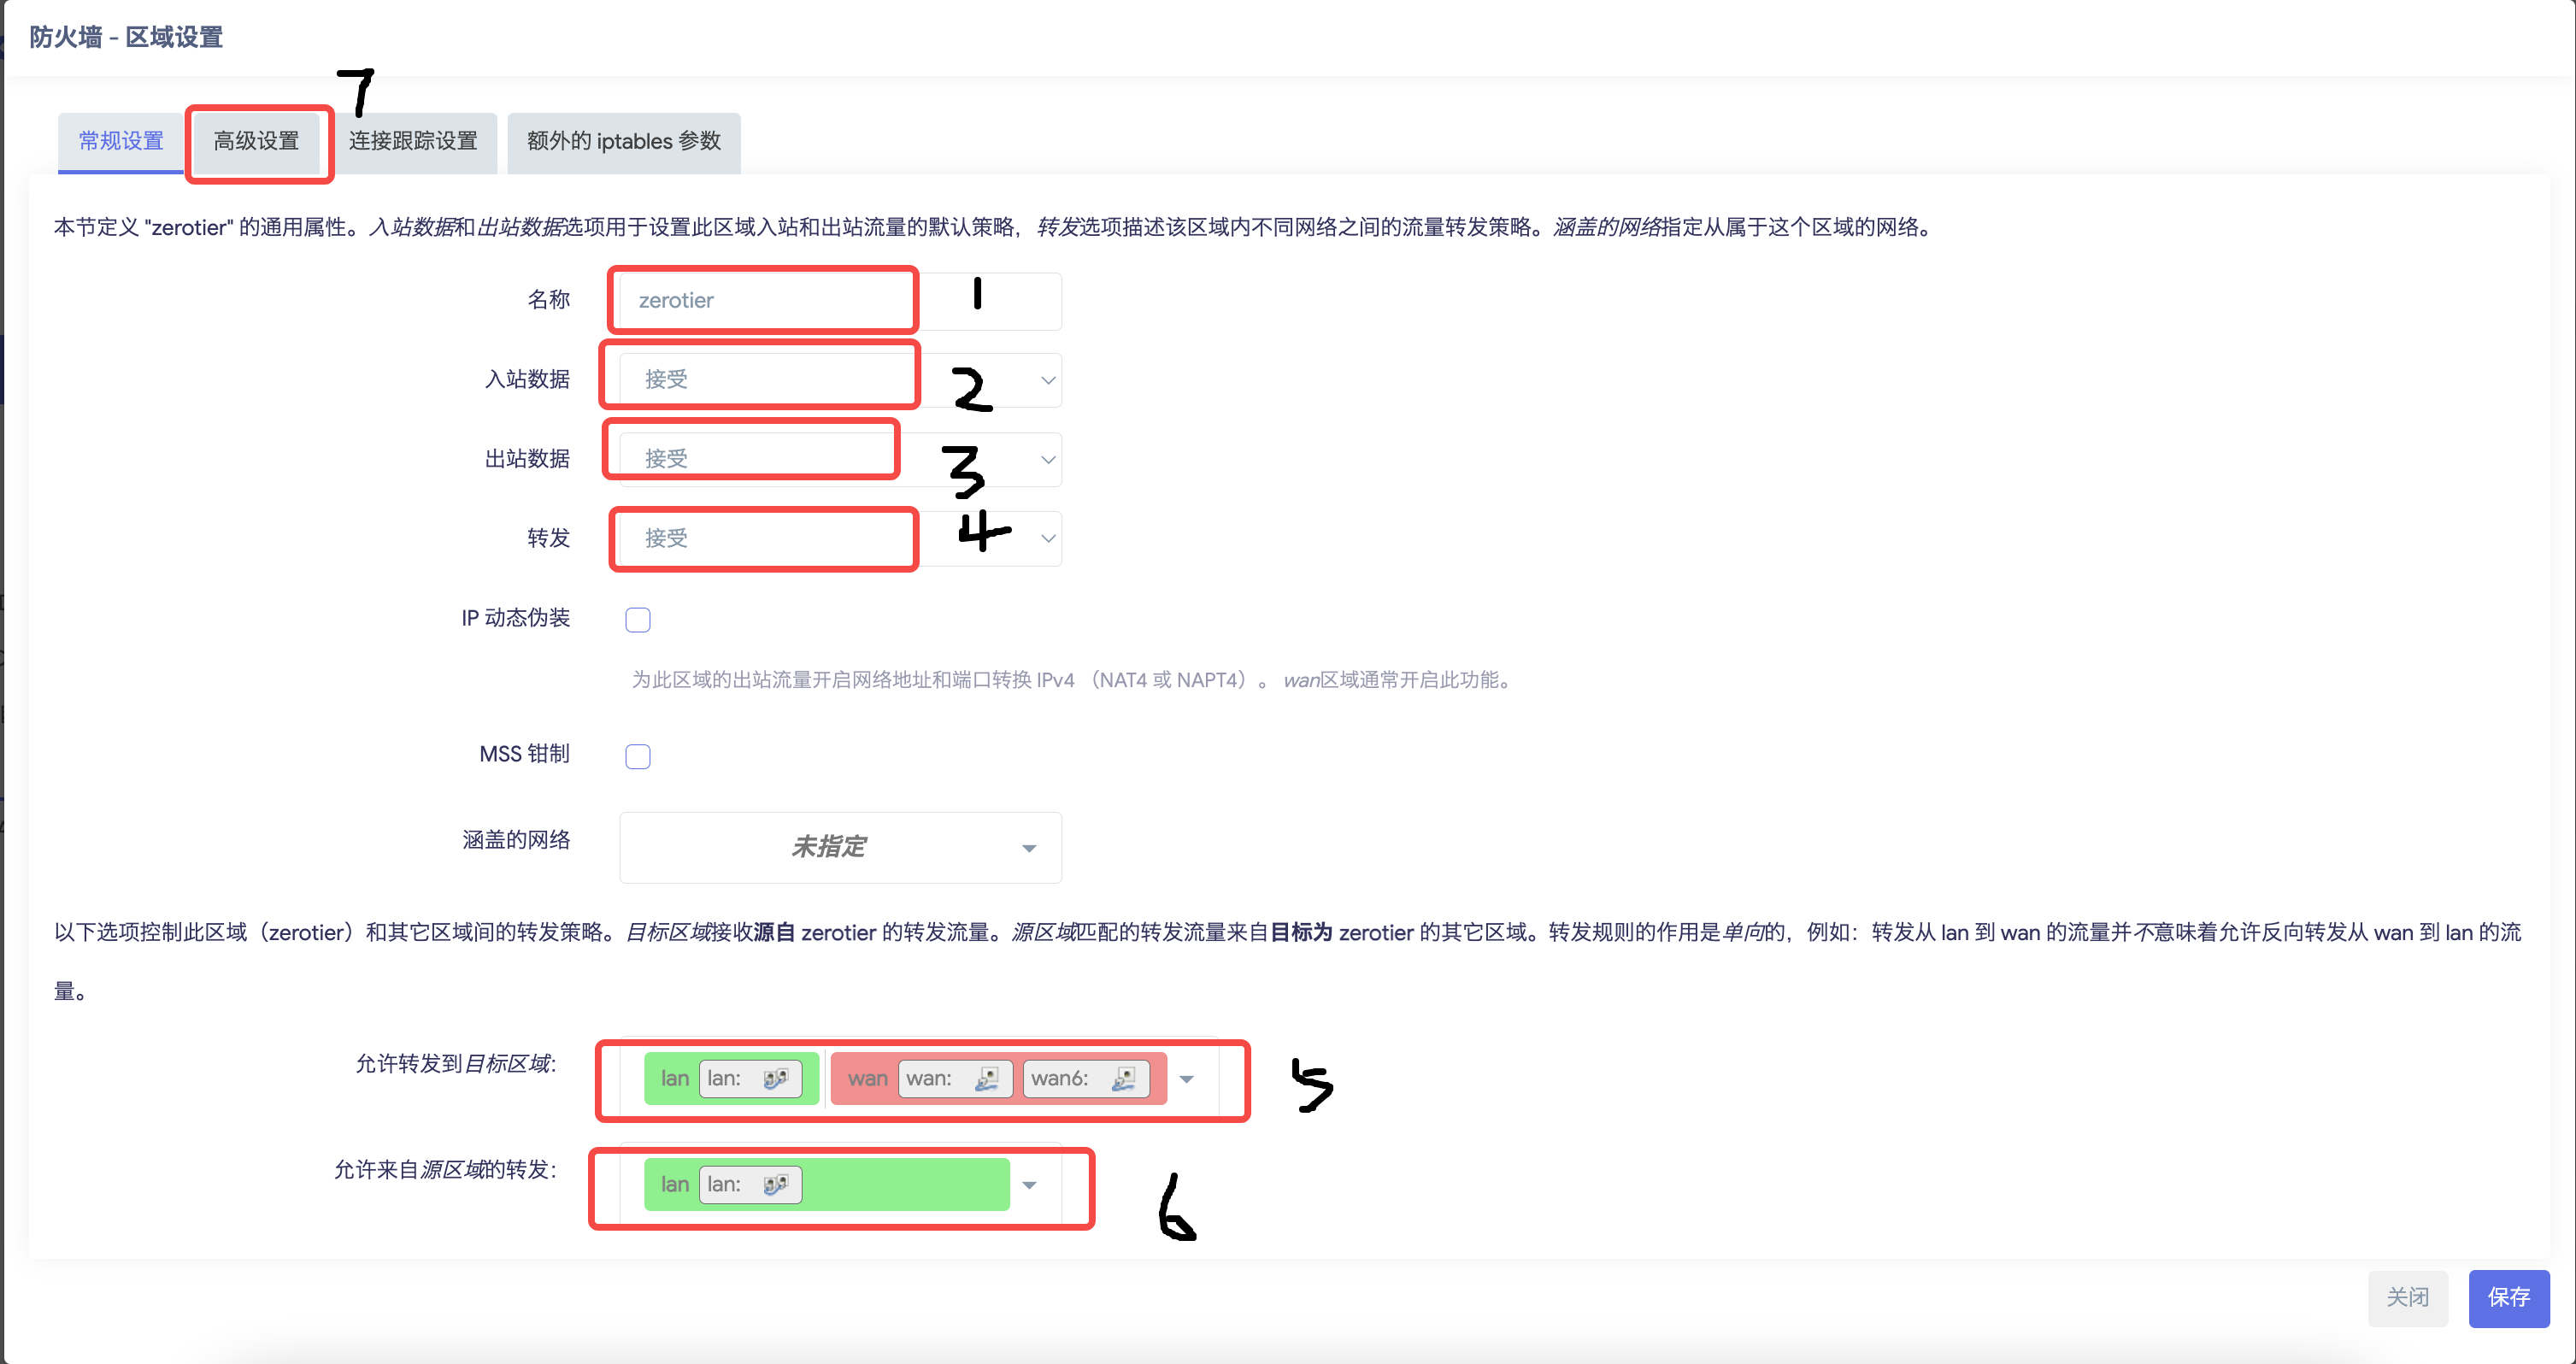 防火墙 - 区域设置
7
常规设置 高级设置 连接跟踪设置 额外的 iptables 参数
本节定义 "zerotier" 的通用属性。入站数据和出站数据选项用于设置此区域入站和出站流量的默认策略，转发选项描述该区域内不同网络之间的流量转发策略。涵盖的网络指定从属于这个区域的网络。
名称 zerotier 1
入站数据 接受 2
出站数据 接受 3
转发 接受 4
IP 动态伪装
为此区域的出站流量开启网络地址和端口转换 IPv4 （NAT4 或 NAPT4）。 wan区域通常开启此功能。
MSS 钳制
涵盖的网络 未指定
以下选项控制此区域（zerotier）和其它区域间的转发策略。目标区域接收源自 zerotier 的转发流量。源区域匹配的转发流量来自目标为 zerotier 的其它区域。转发规则的作用是单向的，例如：转发从 lan 到 wan 的流量并不意味着允许反向转发从 wan 到 lan 的流
量。
允许转发到目标区域: lan lan: wan wan: wan6: 5
允许来自源区域的转发: lan lan: 6
关闭 保存